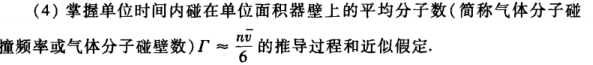 (4) 掌握单位时间内碰在单位面积器壁上的平均分子数(简称气体分子碰
撞频率或气体分子碰壁数)Γ ≈ n\bar{v}/6 的推导过程和近似假定.